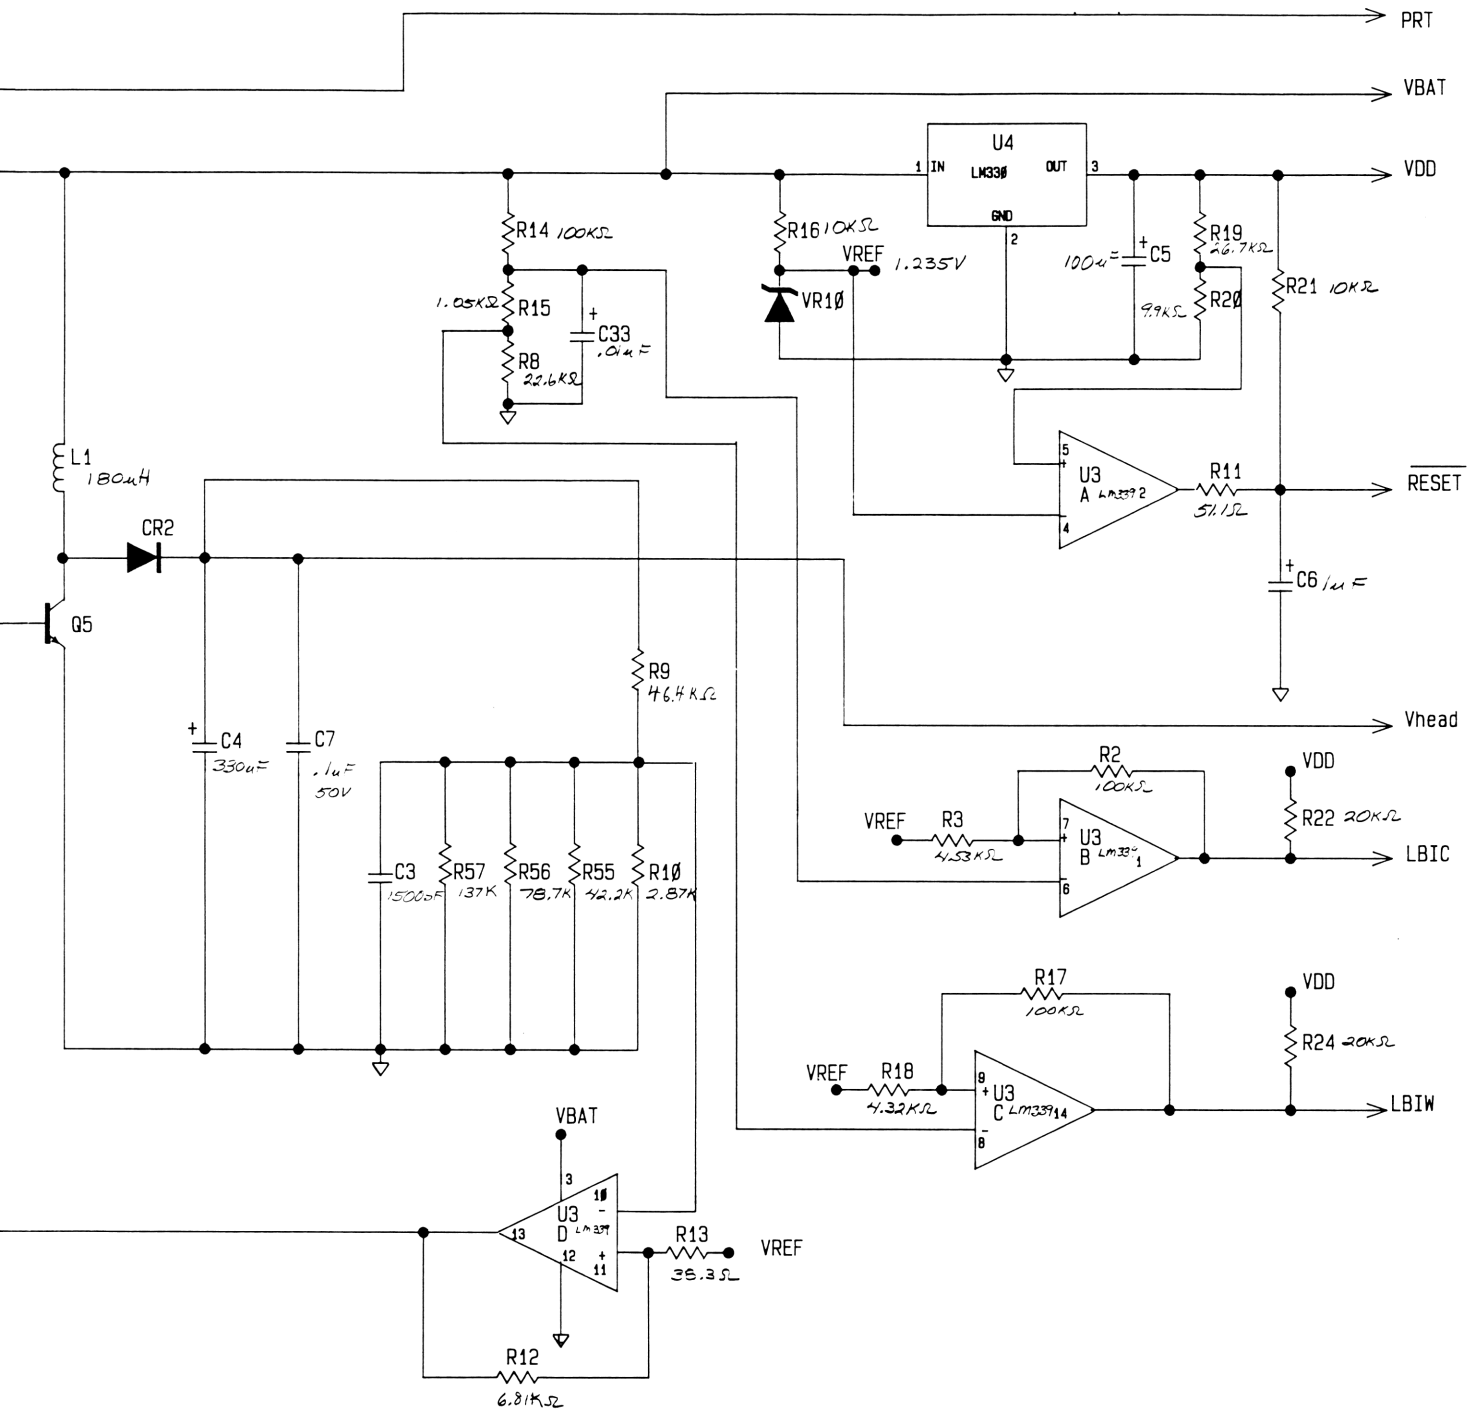 PRT
VBAT
U4
1 IN LM330 OUT 3
GND
2
VDD
R14 100KΩ
R16 10KΩ
VREF 1.235V
C5
100uF
R19
26.7KΩ
1.05KΩ R15
VR10
9.9KΩ R20
R21 10KΩ
C33
.01uF
R8
22.6KΩ
L1
180uH
5
+
U3
A LM339 2
-
4
R11
51.1Ω
RESET
CR2
+
C6 1uF
Q5
R9
46.4KΩ
Vhead
+
C4
330uF
C7
.1uF
50V
R2
100KΩ
VDD
VREF R3
4.53KΩ
7
+
U3
B 1
-
6
R22 20KΩ
LBIC
C3
1500pF
R57
137K
R56
78.7K
R55
42.2K
R10
2.87K
R17
100KΩ
VDD
VREF R18
4.32KΩ
9
+
U3
C LM339 14
-
8
R24 20KΩ
LBIW
VBAT
3
10
-
U3
D LM339
13
12
+
11
R13
VREF
R12
6.81KΩ